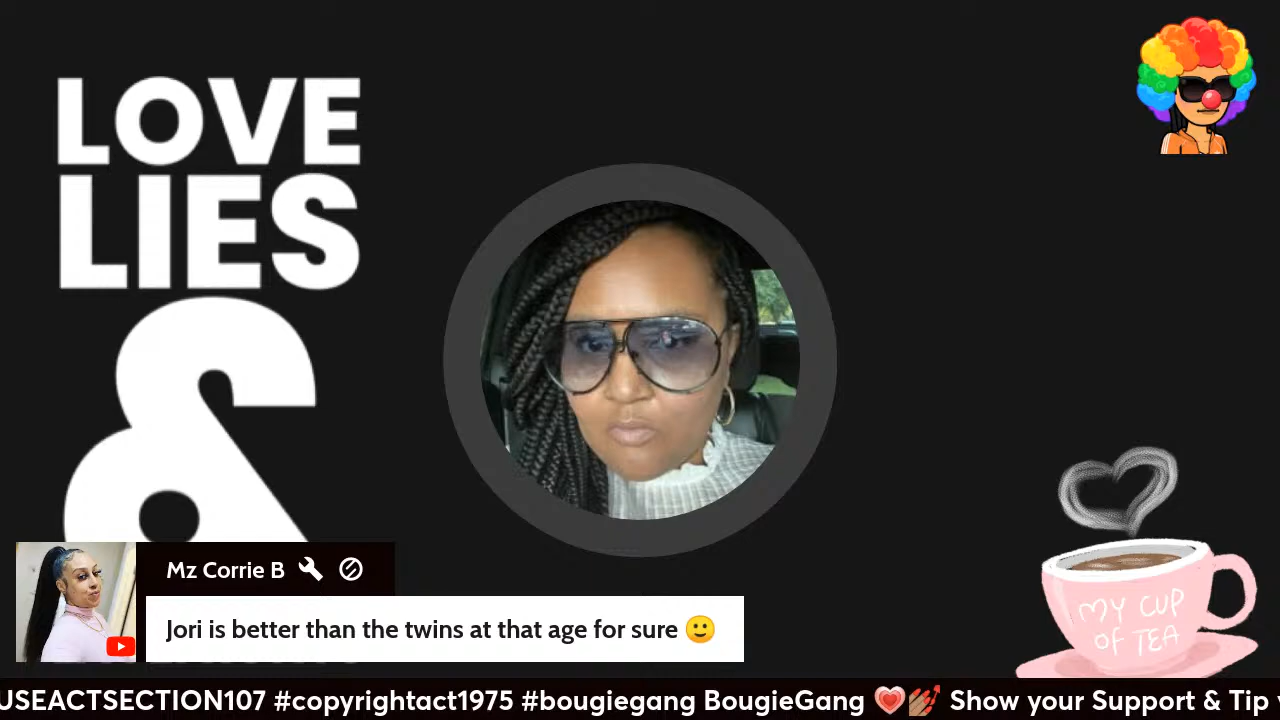 LOVE
LIES
&
Mz Corrie B
Jori is better than the twins at that age for sure 🙂
MY CUP
OF TEA
USEACTSECTION107 #copyrightact1975 #bougiegang BougieGang 💗💅🏽 Show your Support & Tip